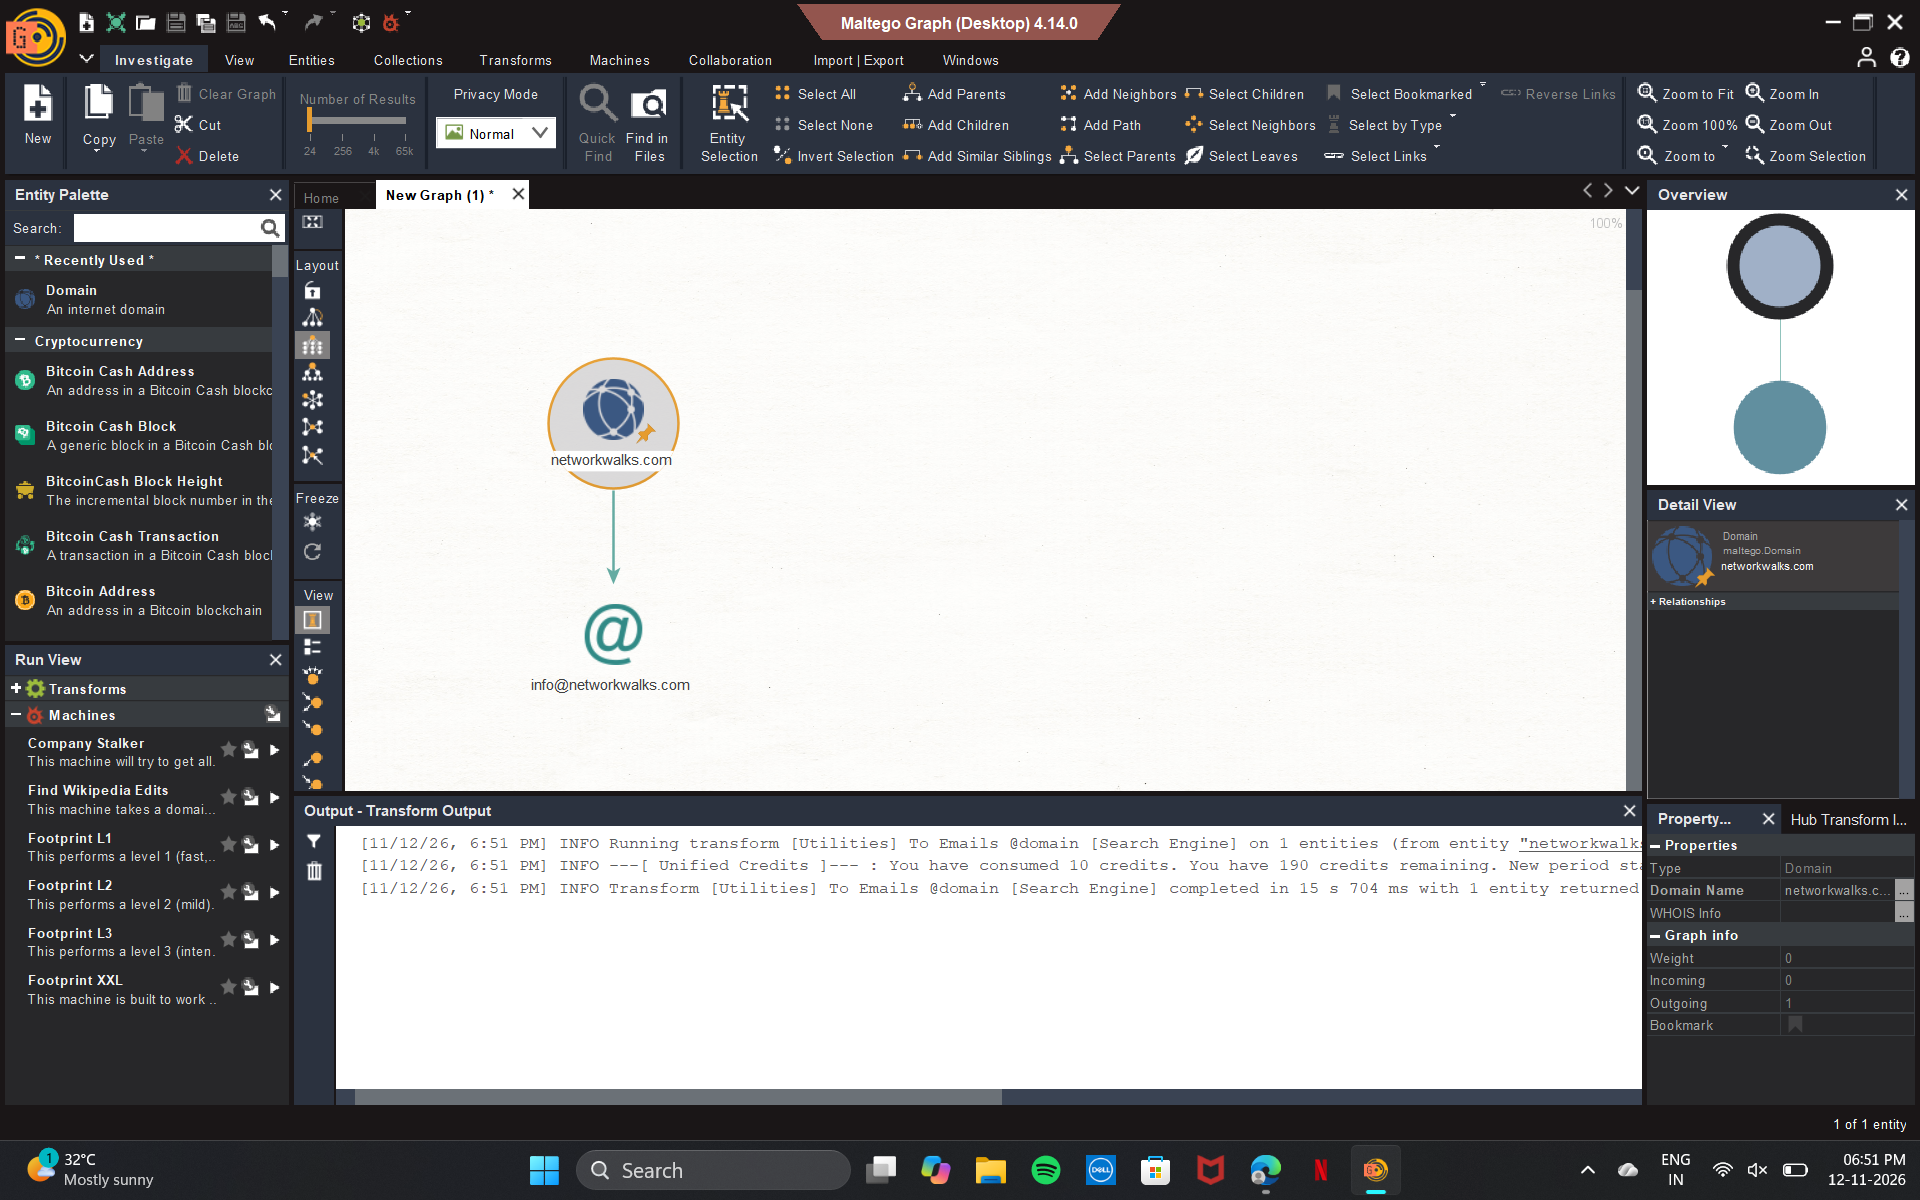 Maltego Graph (Desktop) 4.14.0
Investigate View Entities Collections Transforms Machines Collaboration Import | Export Windows
New
Copy
Paste
Clear Graph
Cut
Delete
Number of Results
24 256 4k 65k
Privacy Mode
Normal
Quick Find
Find in Files
Entity Selection
Select All
Select None
Invert Selection
Add Parents
Add Children
Add Similar Siblings
Add Neighbors
Add Path
Select Parents
Select Children
Select Neighbors
Select Leaves
Select Bookmarked
Select by Type
Select Links
Reverse Links
Zoom to Fit
Zoom 100%
Zoom to
Zoom In
Zoom Out
Zoom Selection
Entity Palette
Search:
* Recently Used *
Domain
An internet domain
Cryptocurrency
Bitcoin Cash Address
An address in a Bitcoin Cash blockc
Bitcoin Cash Block
A generic block in a Bitcoin Cash blo
BitcoinCash Block Height
The incremental block number in the
Bitcoin Cash Transaction
A transaction in a Bitcoin Cash block
Bitcoin Address
An address in a Bitcoin blockchain
Run View
Transforms
Machines
Company Stalker
This machine will try to get all.
Find Wikipedia Edits
This machine takes a domai...
Footprint L1
This performs a level 1 (fast,..
Footprint L2
This performs a level 2 (mild).
Footprint L3
This performs a level 3 (inten.
Footprint XXL
This machine is built to work ..
Home
New Graph (1) *
Layout
Freeze
View
100%
networkwalks.com
@
info@networkwalks.com
Output - Transform Output
[11/12/26, 6:51 PM] INFO Running transform [Utilities] To Emails @domain [Search Engine] on 1 entities (from entity "networkwalks
[11/12/26, 6:51 PM] INFO ---[ Unified Credits ]--- : You have consumed 10 credits. You have 190 credits remaining. New period sta
[11/12/26, 6:51 PM] INFO Transform [Utilities] To Emails @domain [Search Engine] completed in 15 s 704 ms with 1 entity returned
Overview
Detail View
Domain
maltego.Domain
networkwalks.com
+ Relationships
Property...
Hub Transform I...
Properties
Type Domain
Domain Name networkwalks.c... ...
WHOIS Info ...
Graph info
Weight 0
Incoming 0
Outgoing 1
Bookmark
1 of 1 entity
1
32°C
Mostly sunny
Search
DELL
N
ENG
IN
06:51 PM
12-11-2026